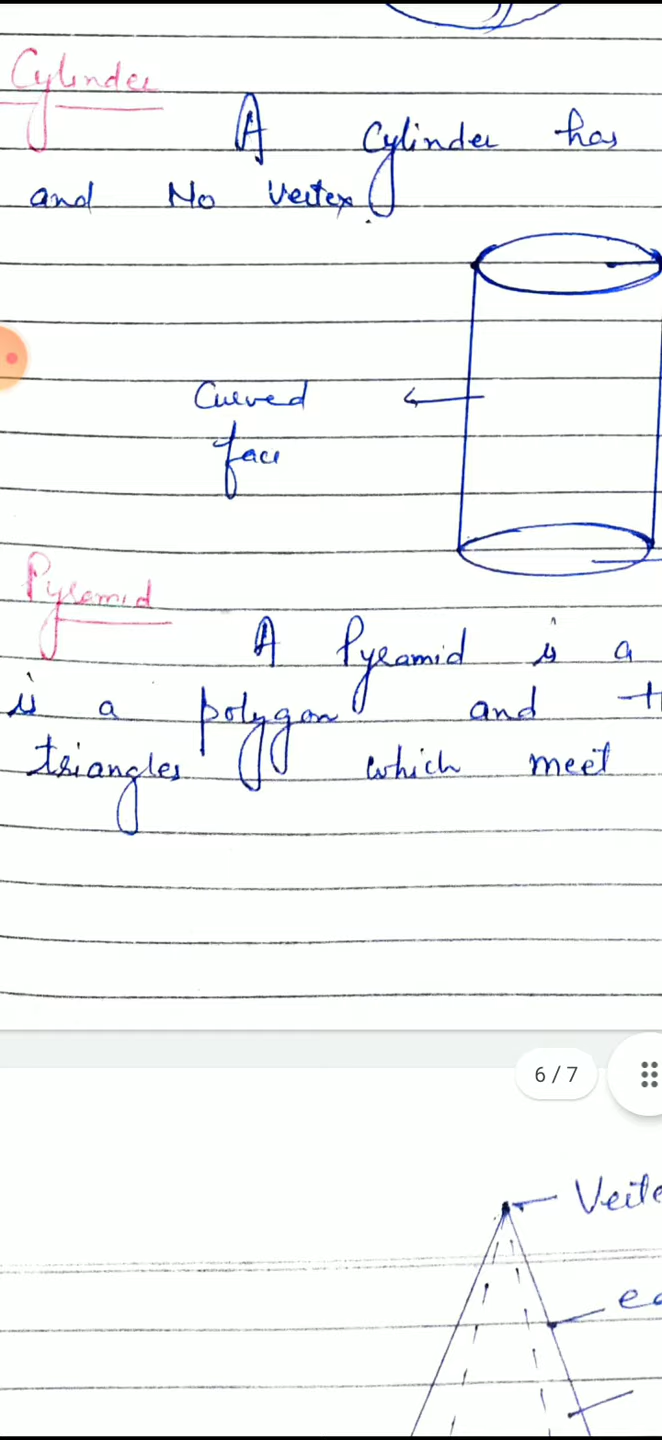 Cylinder
A Cylinder has
and No Vertex.
Curved
face
Pyramid
A Pyramid is a
is a polygon and
triangles which meet
6 / 7